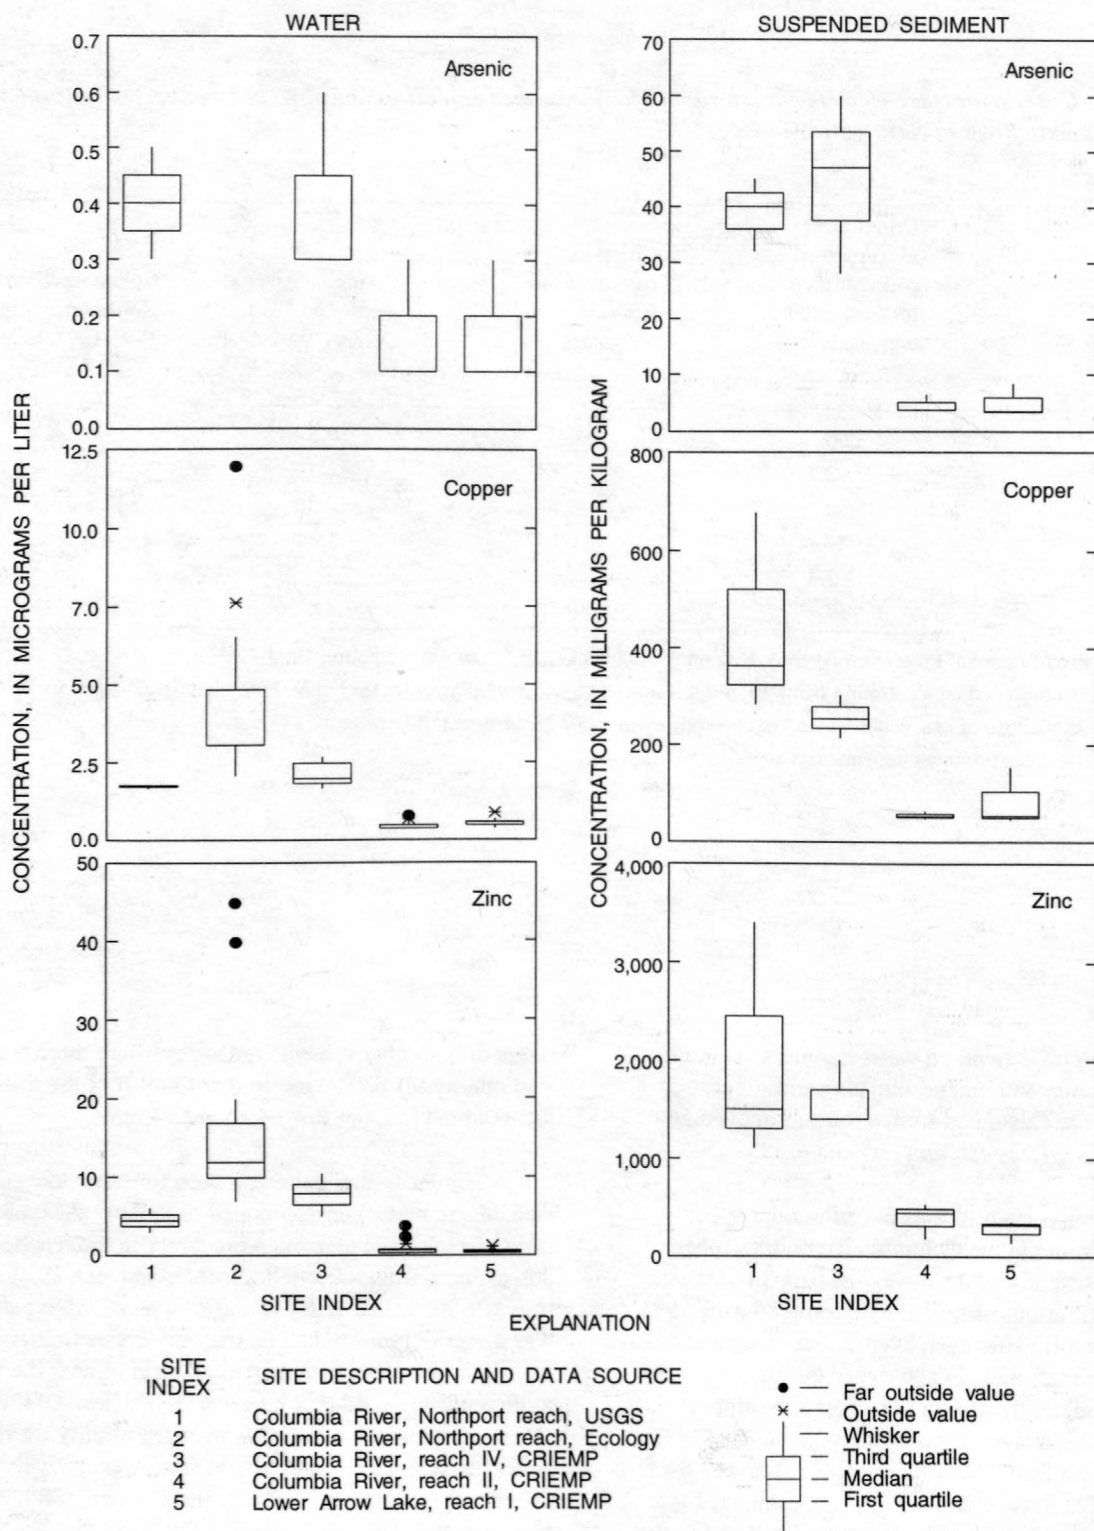 WATER
SUSPENDED SEDIMENT
CONCENTRATION, IN MICROGRAMS PER LITER
0.7
0.6
0.5
0.4
0.3
0.2
0.1
0.0
Arsenic
12.5
10.0
7.0
5.0
2.5
0.0
Copper
50
40
30
20
10
0
Zinc
1 2 3 4 5
SITE INDEX
CONCENTRATION, IN MILLIGRAMS PER KILOGRAM
70
60
50
40
30
20
10
0
Arsenic
800
600
400
200
0
Copper
4,000
3,000
2,000
1,000
0
Zinc
1 3 4 5
SITE INDEX
EXPLANATION
SITE INDEX
SITE DESCRIPTION AND DATA SOURCE
1 Columbia River, Northport reach, USGS
2 Columbia River, Northport reach, Ecology
3 Columbia River, reach IV, CRIEMP
4 Columbia River, reach II, CRIEMP
5 Lower Arrow Lake, reach I, CRIEMP
Far outside value
Outside value
Whisker
Third quartile
Median
First quartile